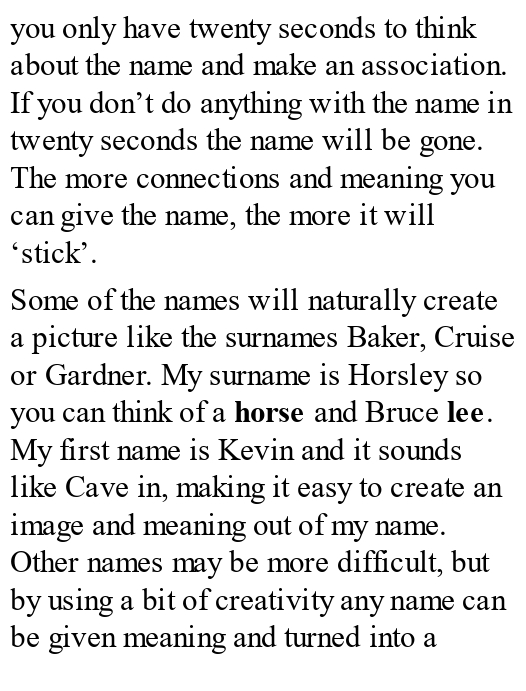 you only have twenty seconds to think
about the name and make an association.
If you don’t do anything with the name in
twenty seconds the name will be gone.
The more connections and meaning you
can give the name, the more it will
‘stick’.
Some of the names will naturally create
a picture like the surnames Baker, Cruise
or Gardner. My surname is Horsley so
you can think of a horse and Bruce lee.
My first name is Kevin and it sounds
like Cave in, making it easy to create an
image and meaning out of my name.
Other names may be more difficult, but
by using a bit of creativity any name can
be given meaning and turned into a